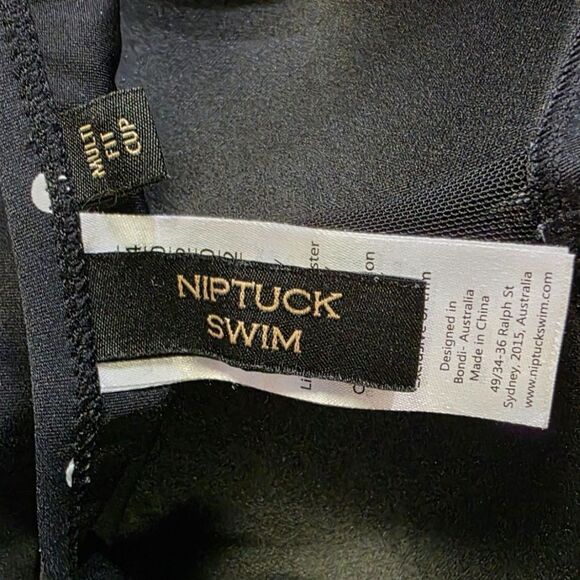 MULTI
FIT
CUP
NIPTUCK
SWIM
Designed in
Bondi- Australia
Made in China
49/34-36 Ralph St
Sydney, 2015, Australia
www.niptuckswim.com